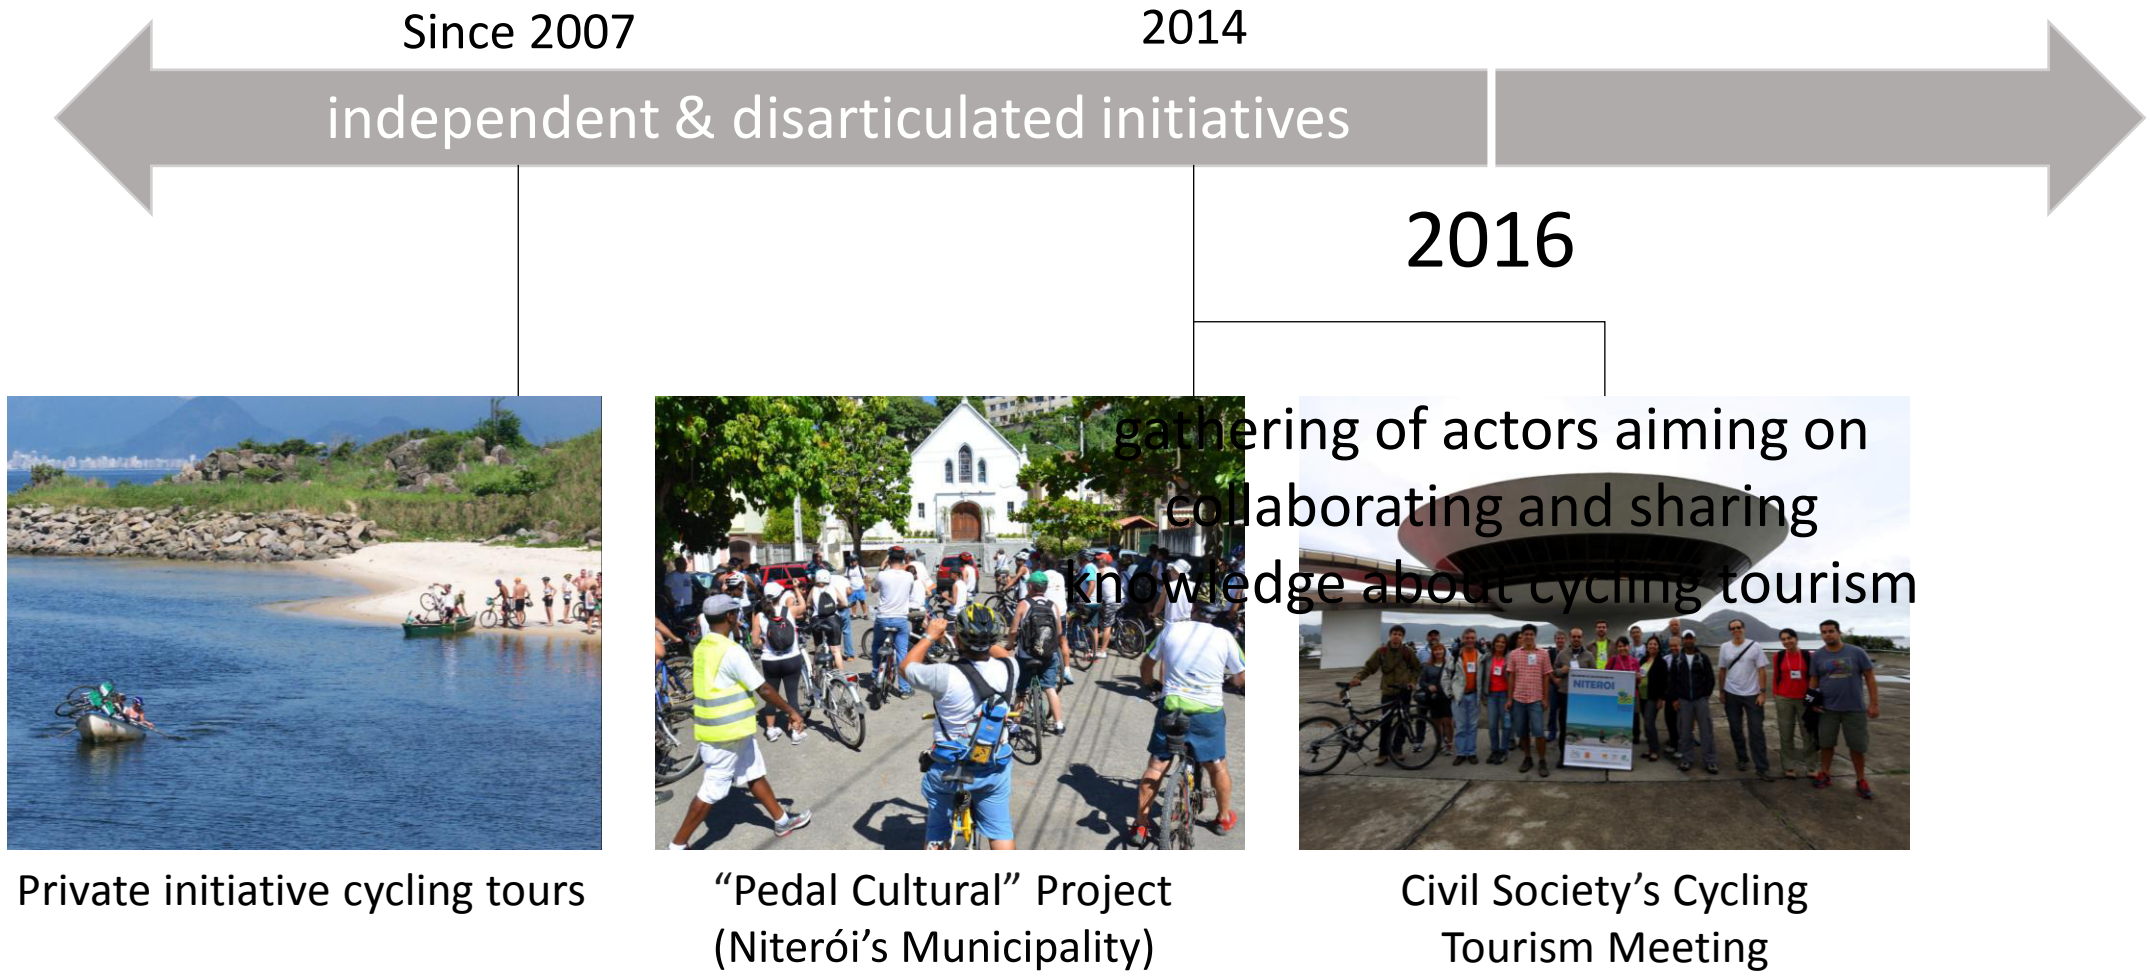 Since 2007
2014
independent & disarticulated initiatives
2016
gathering of actors aiming on
collaborating and sharing
knowledge about cycling tourism
NITEROI
Private initiative cycling tours
“Pedal Cultural” Project
(Niterói’s Municipality)
Civil Society’s Cycling
Tourism Meeting